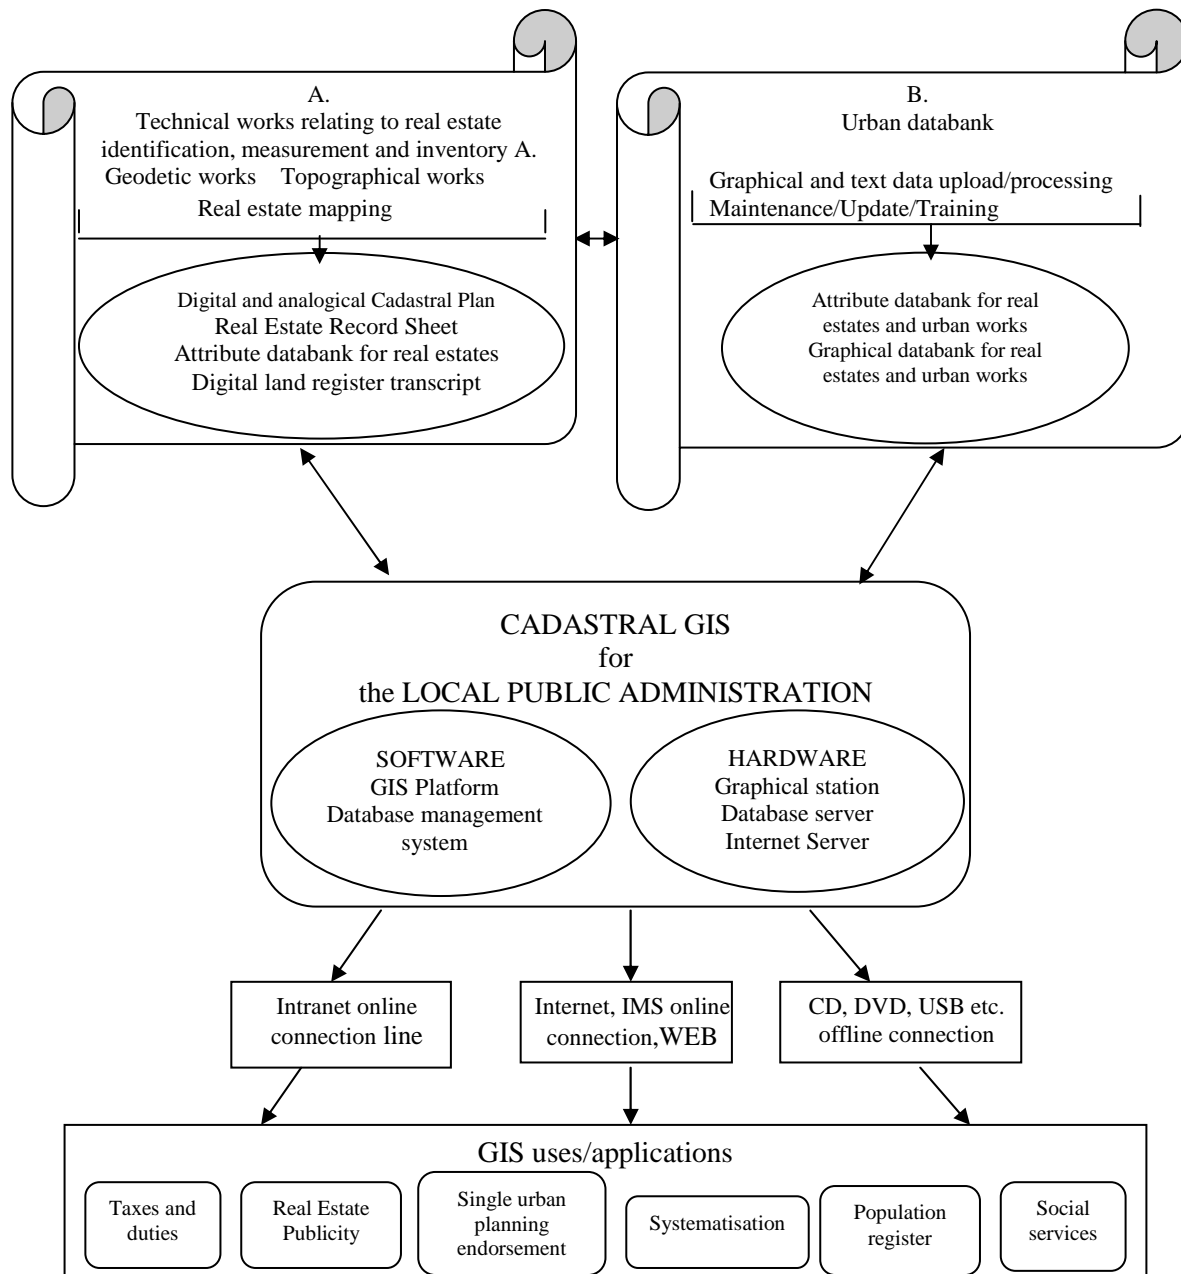 A.
Technical works relating to real estate
identification, measurement and inventory A.
Geodetic works Topographical works
Real estate mapping
Digital and analogical Cadastral Plan
Real Estate Record Sheet
Attribute databank for real estates
Digital land register transcript
B.
Urban databank
Graphical and text data upload/processing
Maintenance/Update/Training
Attribute databank for real
estates and urban works
Graphical databank for real
estates and urban works
CADASTRAL GIS
for
the LOCAL PUBLIC ADMINISTRATION
SOFTWARE
GIS Platform
Database management
system
HARDWARE
Graphical station
Database server
Internet Server
Intranet online
connection line
Internet, IMS online
connection,WEB
CD, DVD, USB etc.
offline connection
GIS uses/applications
Taxes and
duties
Real Estate
Publicity
Single urban
planning
endorsement
Systematisation
Population
register
Social
services